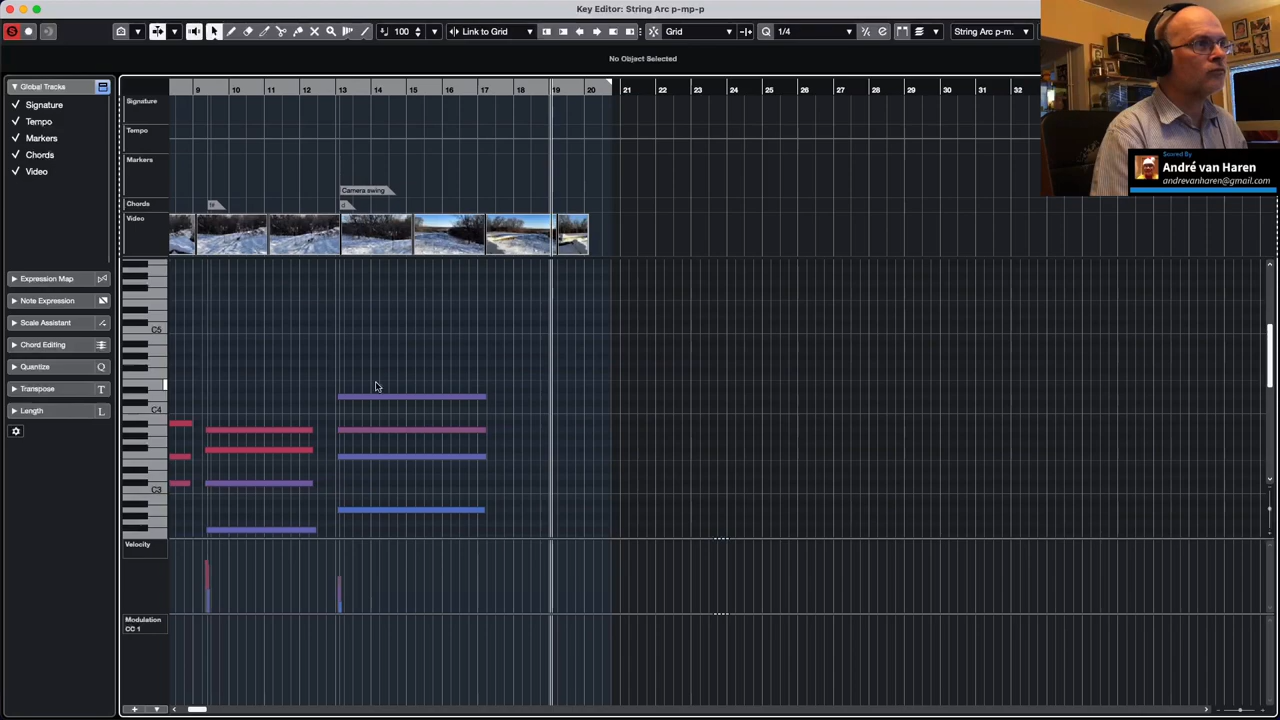 Key Editor: String Arc p-mp-p
S
100
Link to Grid
Grid
1/4
String Arc p-m.
No Object Selected
Global Tracks
Signature
Tempo
Markers
Chords
Video
Expression Map
Note Expression
Scale Assistant
Chord Editing
Quantize
Q
Transpose
T
Length
L
9 10 11 12 13 14 15 16 17 18 19 20 21 22 23 24 25 26 27 28 29 30 31 32
Signature
Tempo
Markers
Camera swing
Chords
d
Video
C5
C4
C3
Velocity
Modulation
CC 1
Scored By
André van Haren
andrevanharen@gmail.com